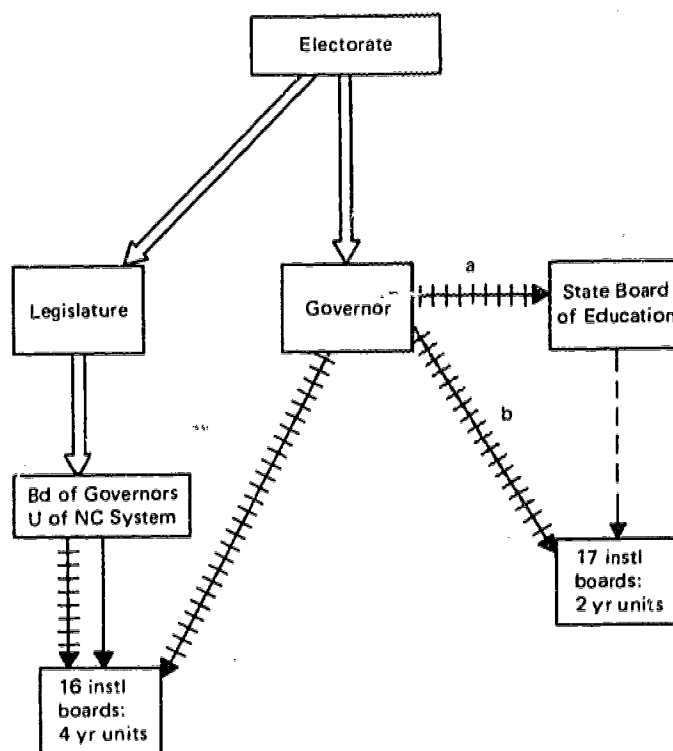 Electorate
Legislature
Governor
a
State Board
of Education
b
Bd of Governors
U of NC System
17 instl
boards:
2 yr units
16 instl
boards:
4 yr units